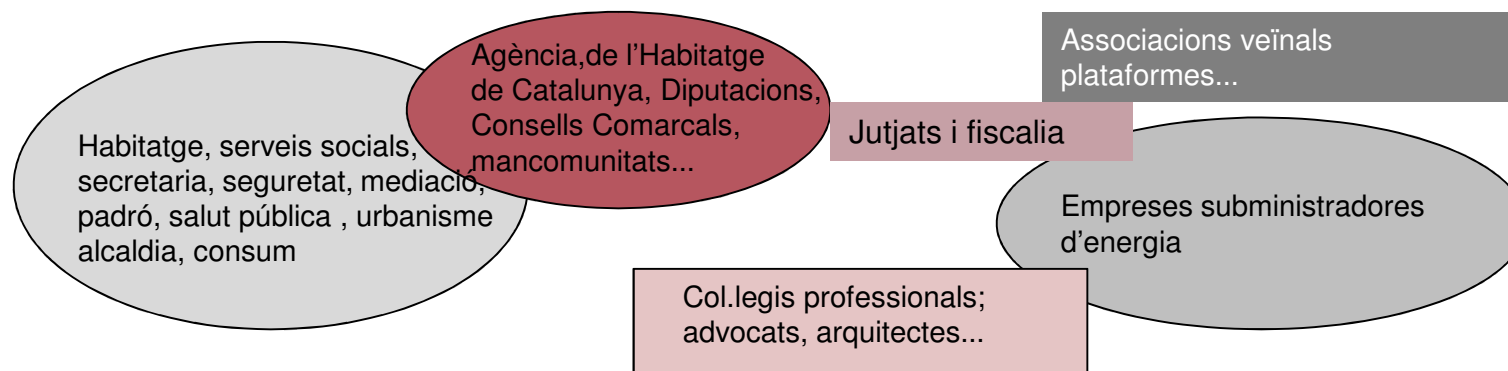 Habitatge, serveis socials,
secretaria, seguretat, mediació,
padró, salut pública , urbanisme
alcaldia, consum
Agència,de l’Habitatge
de Catalunya, Diputacions,
Consells Comarcals,
mancomunitats...
Jutjats i fiscalia
Associacions veïnals
plataformes...
Empreses subministradores
d’energia
Col.legis professionals;
advocats, arquitectes...